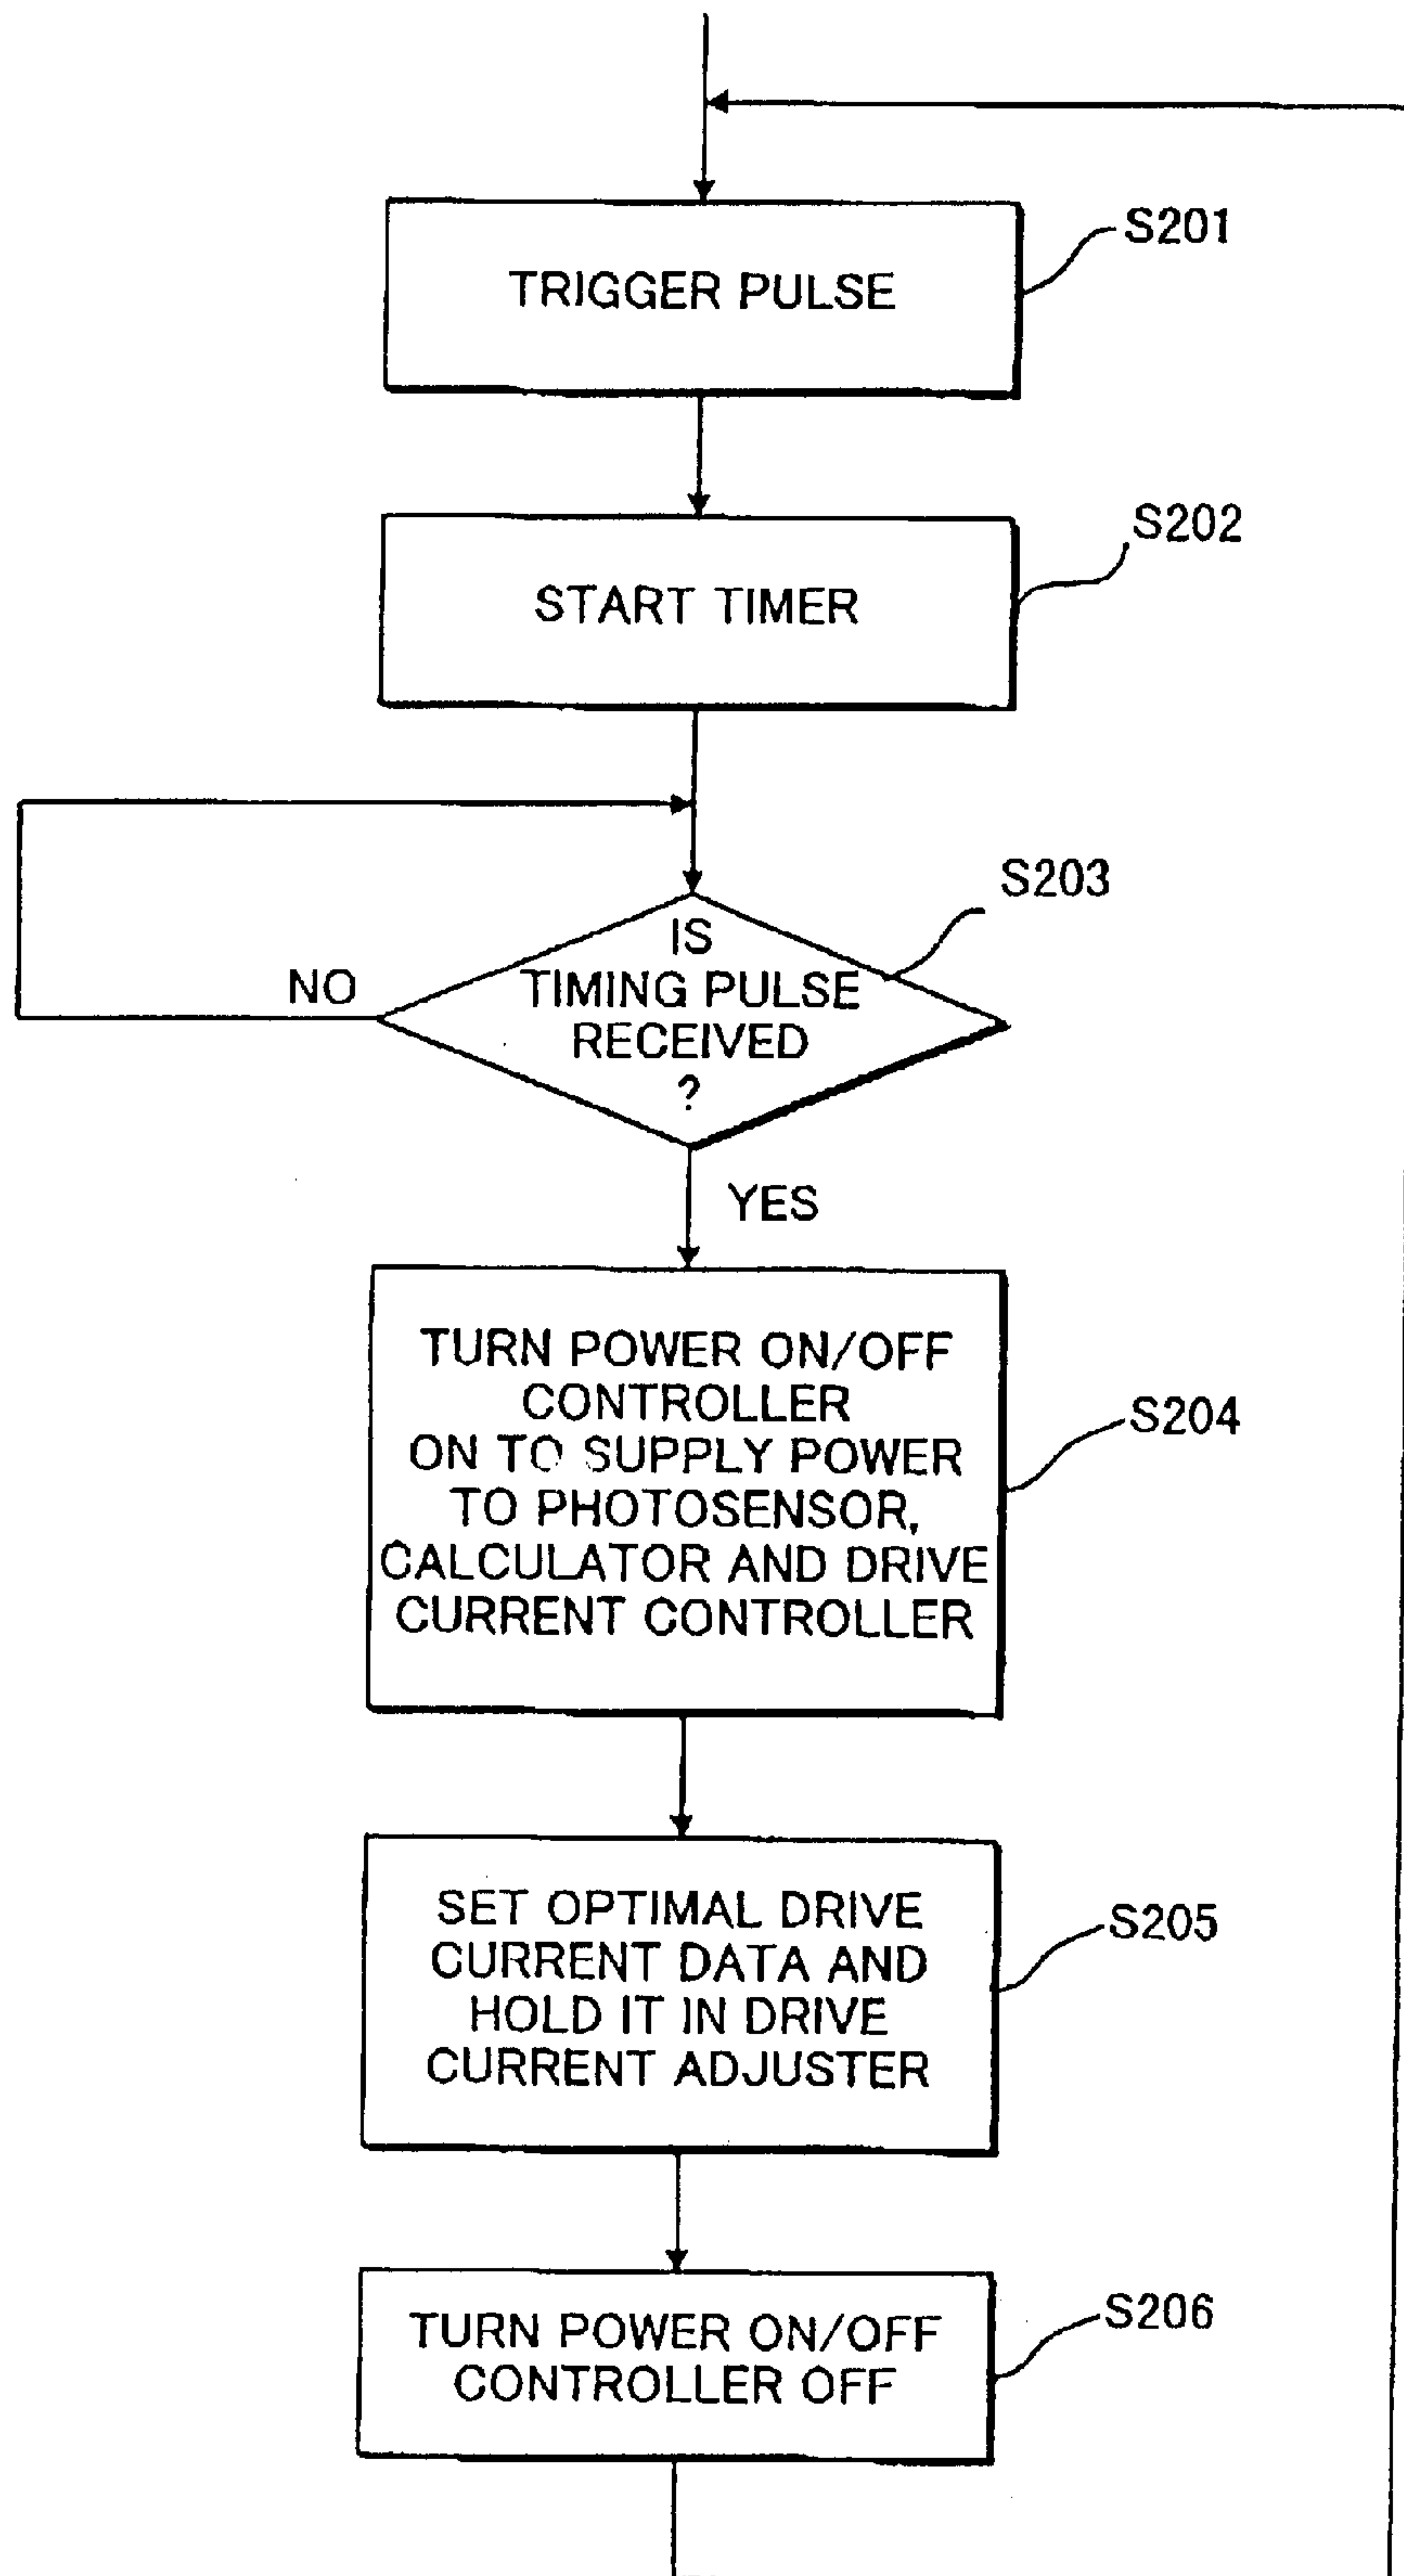 S201
TRIGGER PULSE
S202
START TIMER
S203
IS
TIMING PULSE
RECEIVED
?
NO
YES
TURN POWER ON/OFF
CONTROLLER
ON TO SUPPLY POWER
TO PHOTOSENSOR,
CALCULATOR AND DRIVE
CURRENT CONTROLLER
S204
SET OPTIMAL DRIVE
CURRENT DATA AND
HOLD IT IN DRIVE
CURRENT ADJUSTER
S205
TURN POWER ON/OFF
CONTROLLER OFF
S206